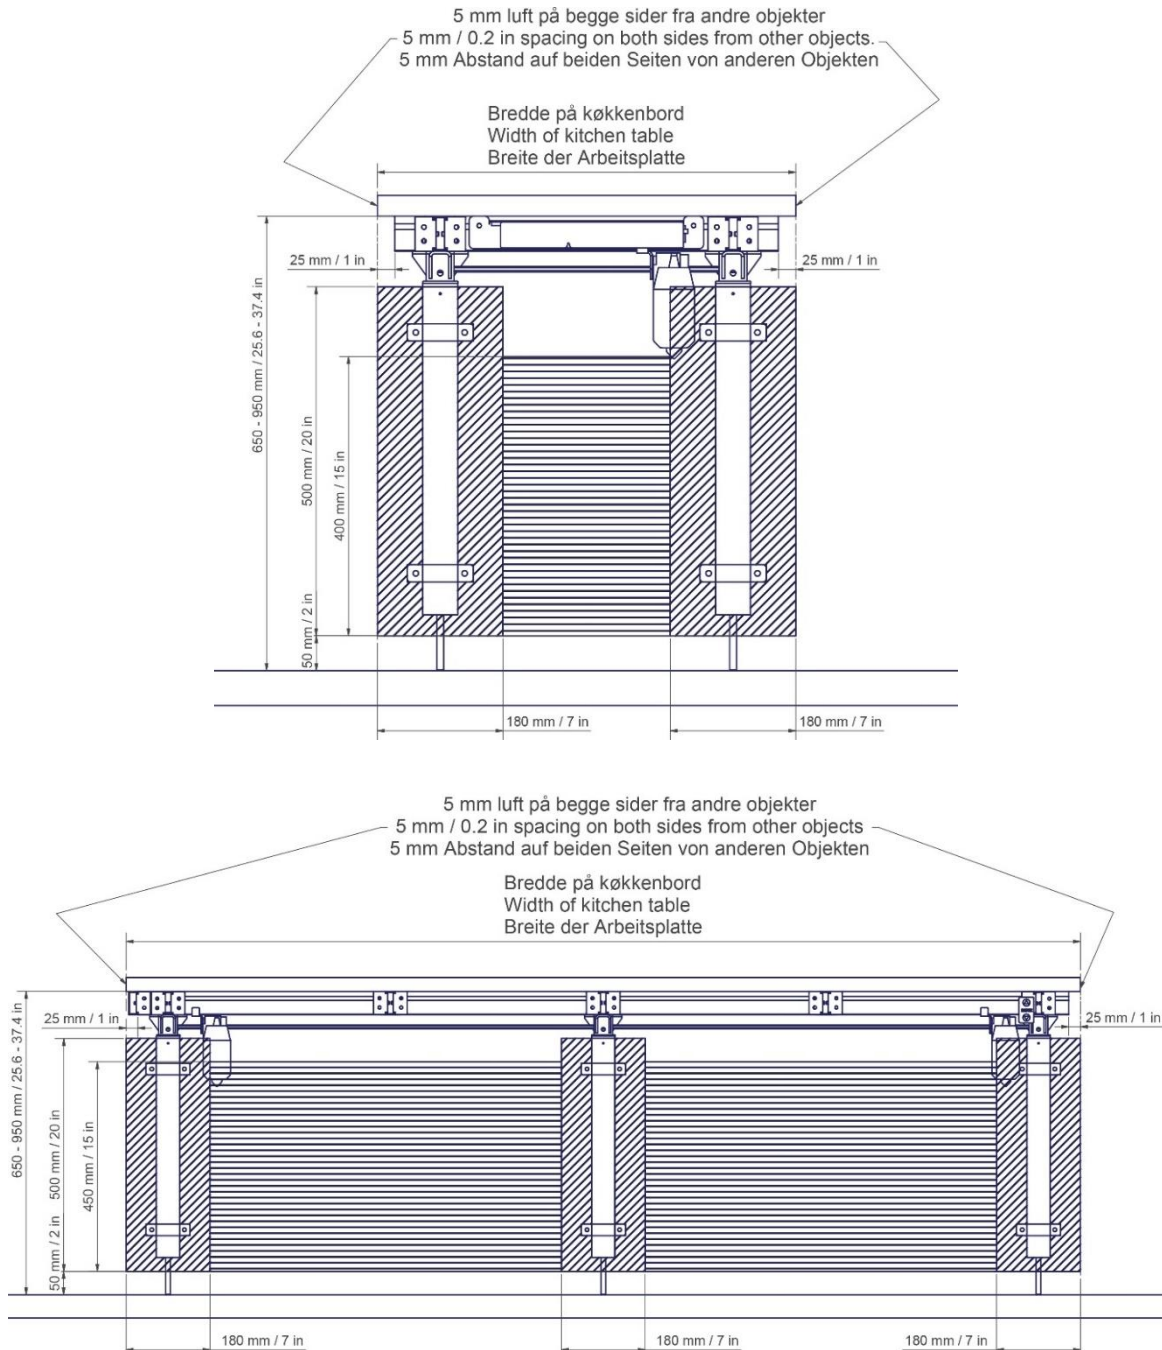 5 mm luft på begge sider fra andre objekter
5 mm / 0.2 in spacing on both sides from other objects.
5 mm Abstand auf beiden Seiten von anderen Objekten
Bredde på køkkenbord
Width of kitchen table
Breite der Arbeitsplatte
25 mm / 1 in
25 mm / 1 in
650 - 950 mm / 25.6 - 37.4 in
500 mm / 20 in
400 mm / 15 in
50 mm / 2 in
180 mm / 7 in
180 mm / 7 in
5 mm luft på begge sider fra andre objekter
5 mm / 0.2 in spacing on both sides from other objects
5 mm Abstand auf beiden Seiten von anderen Objekten
Bredde på køkkenbord
Width of kitchen table
Breite der Arbeitsplatte
25 mm / 1 in
25 mm / 1 in
650 - 950 mm / 25.6 - 37.4 in
500 mm / 20 in
450 mm / 15 in
50 mm / 2 in
180 mm / 7 in
180 mm / 7 in
180 mm / 7 in